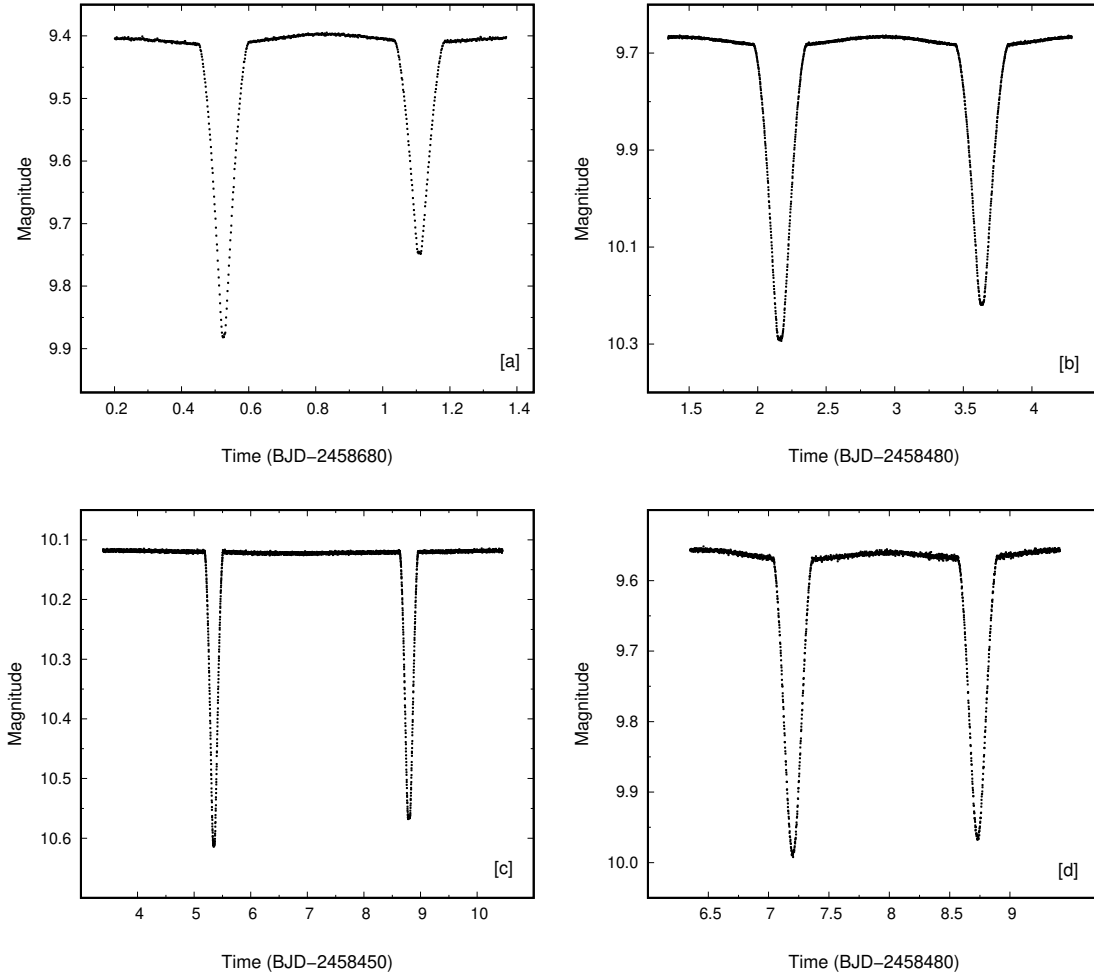 9.4
9.5
9.6
9.7
9.8
9.9
0.2 0.4 0.6 0.8 1 1.2 1.4
Magnitude
Time (BJD−2458680)
[a]
9.7
9.9
10.1
10.3
1.5 2 2.5 3 3.5 4
Magnitude
Time (BJD−2458480)
[b]
10.1
10.2
10.3
10.4
10.5
10.6
4 5 6 7 8 9 10
Magnitude
Time (BJD−2458450)
[c]
9.6
9.7
9.8
9.9
10.0
6.5 7 7.5 8 8.5 9
Magnitude
Time (BJD−2458480)
[d]